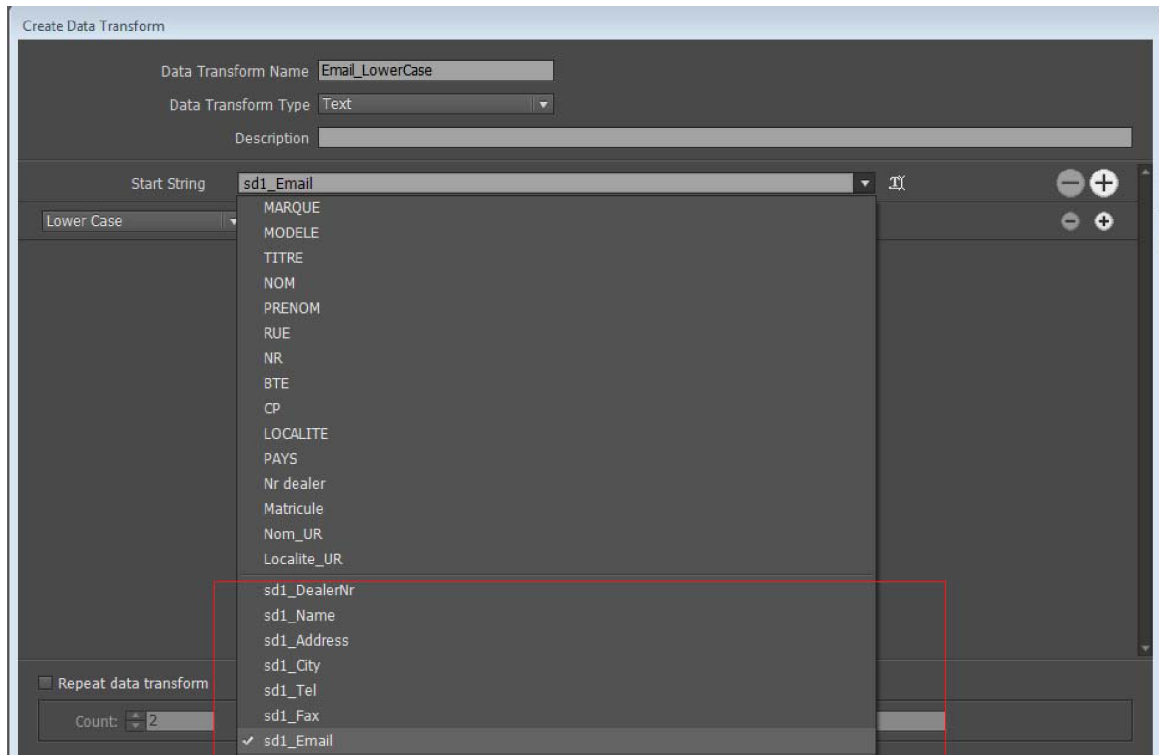 Create Data Transform
Data Transform Name Email_LowerCase
Data Transform Type Text
Description
Start String sd1_Email
Lower Case
MARQUE
MODELE
TITRE
NOM
PRENOM
RUE
NR
BTE
CP
LOCALITE
PAYS
Nr dealer
Matricule
Nom_UR
Localite_UR
sd1_DealerNr
sd1_Name
sd1_Address
sd1_City
sd1_Tel
sd1_Fax
sd1_Email
Repeat data transform
Count: 2